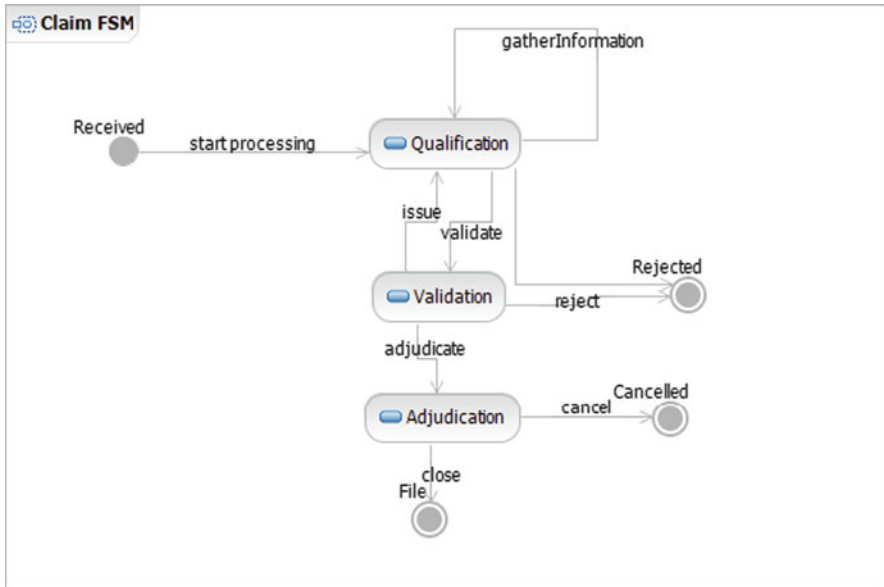 Claim FSM
gatherInformation
Received
start processing
Qualification
issue
validate
Rejected
Validation
reject
adjudicate
Cancelled
Adjudication
cancel
close
File